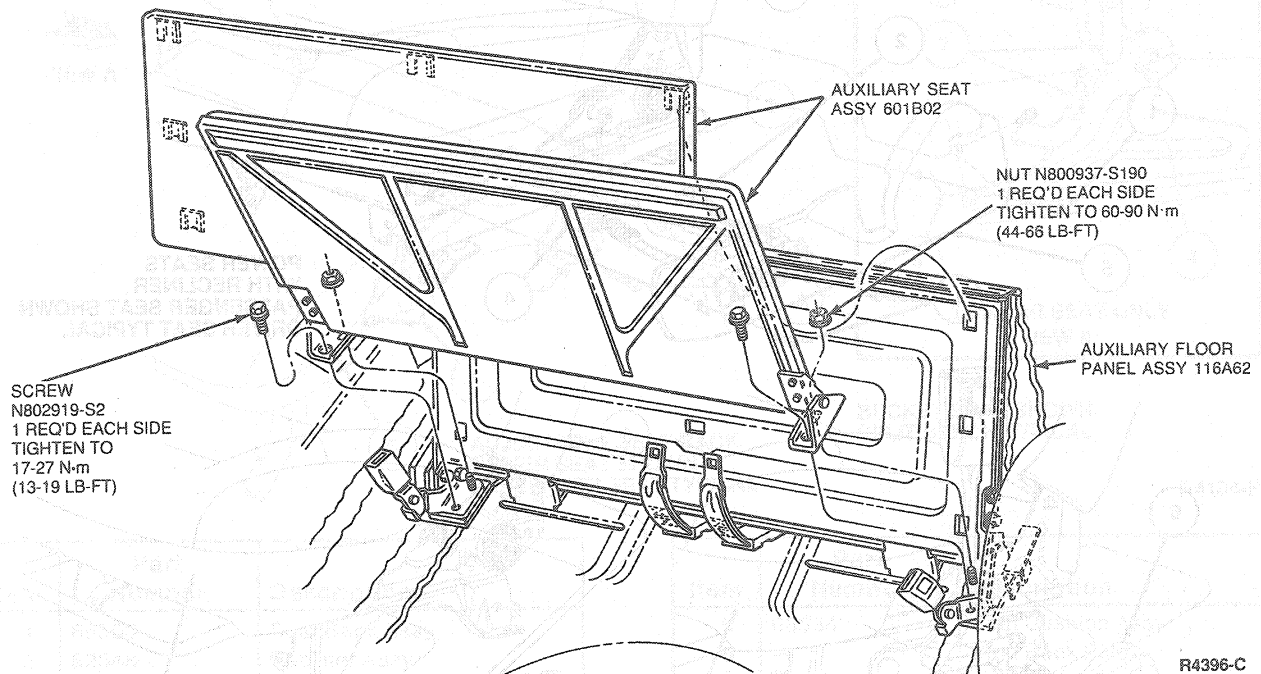 AUXILIARY SEAT
ASSY 601B02
NUT N800937-S190
1 REQ'D EACH SIDE
TIGHTEN TO 60-90 N·m
(44-66 LB-FT)
AUXILIARY FLOOR
PANEL ASSY 116A62
SCREW
N802919-S2
1 REQ'D EACH SIDE
TIGHTEN TO
17-27 N·m
(13-19 LB-FT)
R4396-C